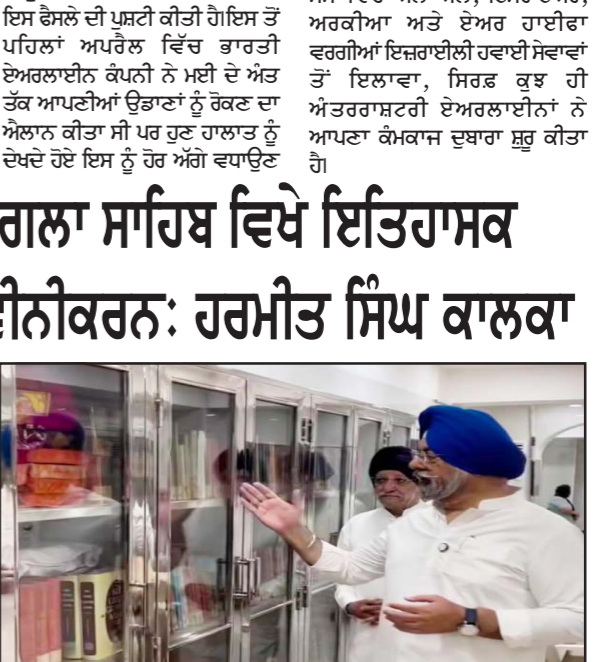 ਇਸ ਫੈਸਲੇ ਦੀ ਪੁਸ਼ਟੀ ਕੀਤੀ ਹੈ।ਇਸ ਤੋਂ
ਪਹਿਲਾਂ ਅਪਰੈਲ ਵਿੱਚ ਭਾਰਤੀ
ਏਅਰਲਾਈਨ ਕੰਪਨੀ ਨੇ ਮਈ ਦੇ ਅੰਤ
ਤੱਕ ਆਪਣੀਆਂ ਉਡਾਣਾਂ ਨੂੰ ਰੋਕਣ ਦਾ
ਐਲਾਨ ਕੀਤਾ ਸੀ ਪਰ ਹੁਣ ਹਾਲਾਤ ਨੂੰ
ਦੇਖਦੇ ਹੋਏ ਇਸ ਨੂੰ ਹੋਰ ਅੱਗੇ ਵਧਾਉਣ
ਅਰਕੀਆ ਅਤੇ ਏਅਰ ਹਾਈਫਾ
ਵਰਗੀਆਂ ਇਜ਼ਰਾਈਲੀ ਹਵਾਈ ਸੇਵਾਵਾਂ
ਤੋਂ ਇਲਾਵਾ, ਸਿਰਫ਼ ਕੁਝ ਹੀ
ਅੰਤਰਰਾਸ਼ਟਰੀ ਏਅਰਲਾਈਨਾਂ ਨੇ
ਆਪਣਾ ਕੰਮਕਾਜ ਦੁਬਾਰਾ ਸ਼ੁਰੂ ਕੀਤਾ
ਹੈ।
ਗਲਾ ਸਾਹਿਬ ਵਿਖੇ ਇਤਿਹਾਸਕ
ਵੀਨੀਕਰਨ: ਹਰਮੀਤ ਸਿੰਘ ਕਾਲਕਾ